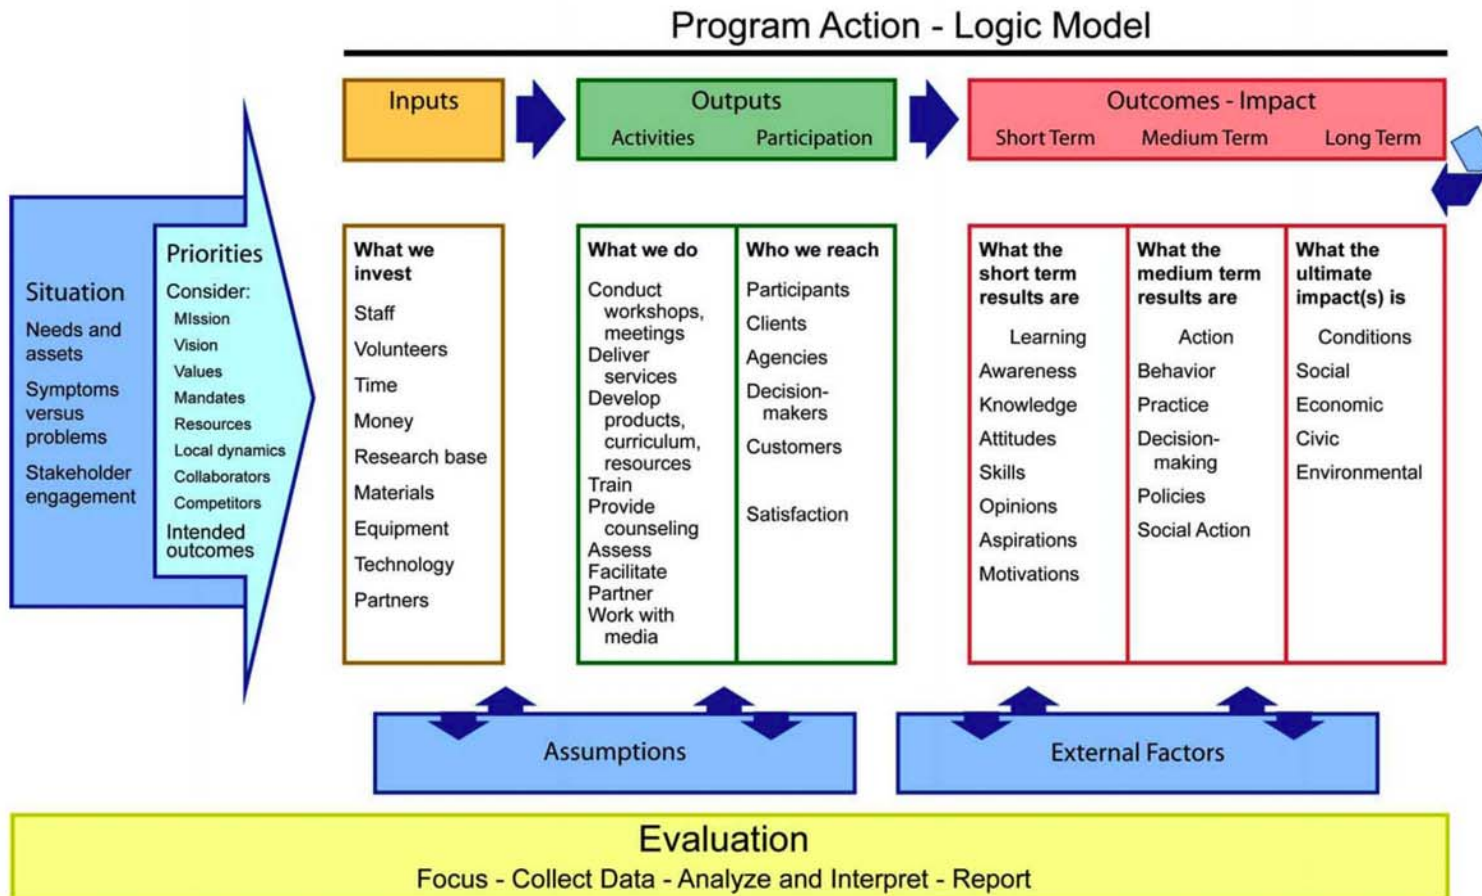 Program Action - Logic Model
Inputs
Outputs
Activities
Participation
Outcomes - Impact
Short Term
Medium Term
Long Term
Situation
Needs and
assets
Symptoms
versus
problems
Stakeholder
engagement
Priorities
Consider:
MIssion
Vision
Values
Mandates
Resources
Local dynamics
Collaborators
Competitors
Intended
outcomes
What we
invest
Staff
Volunteers
Time
Money
Research base
Materials
Equipment
Technology
Partners
What we do
Conduct
workshops,
meetings
Deliver
services
Develop
products,
curriculum,
resources
Train
Provide
counseling
Assess
Facilitate
Partner
Work with
media
Who we reach
Participants
Clients
Agencies
Decision-
makers
Customers
Satisfaction
What the
short term
results are
Learning
Awareness
Knowledge
Attitudes
Skills
Opinions
Aspirations
Motivations
What the
medium term
results are
Action
Behavior
Practice
Decision-
making
Policies
Social Action
What the
ultimate
impact(s) is
Conditions
Social
Economic
Civic
Environmental
Assumptions
External Factors
Evaluation
Focus - Collect Data - Analyze and Interpret - Report